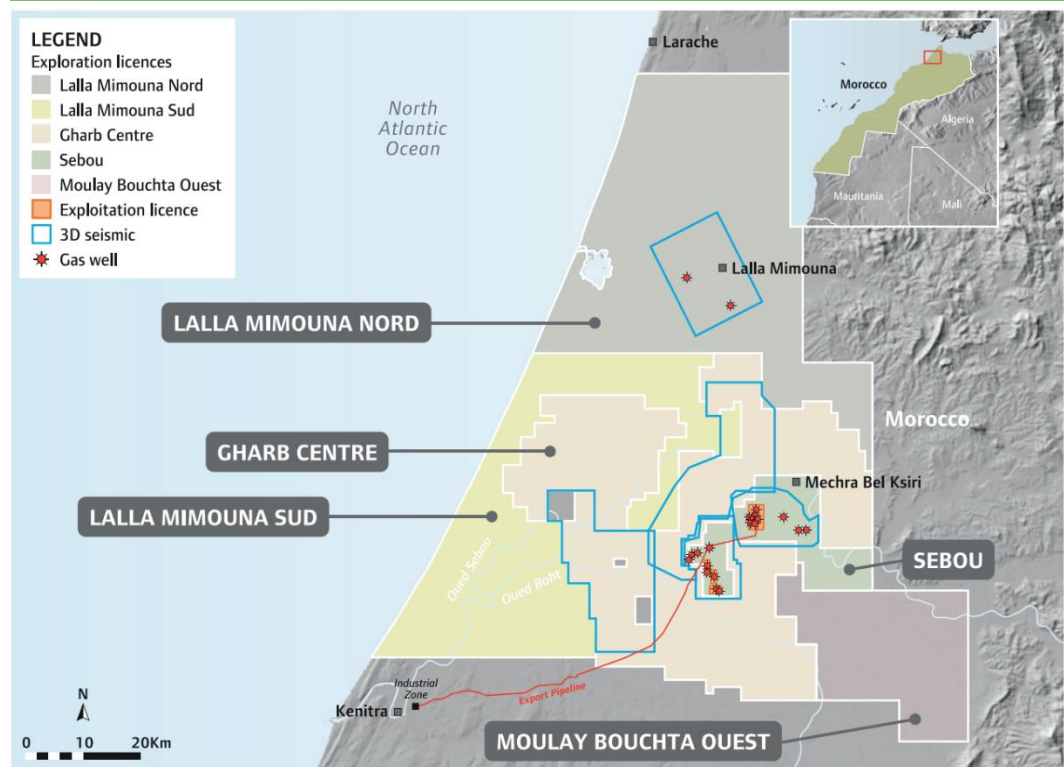 LEGEND
Exploration licences
Lalla Mimouna Nord
Lalla Mimouna Sud
Gharb Centre
Sebou
Moulay Bouchta Ouest
Exploitation licence
3D seismic
Gas well
Larache
North
Atlantic
Ocean
Morocco
Algeria
Mauritania
Mali
Lalla Mimouna
LALLA MIMOUNA NORD
Morocco
GHARB CENTRE
Mechra Bel Ksiri
LALLA MIMOUNA SUD
Oued Sebou
Oued Baht
SEBOU
Industrial
Zone
Kenitra
Export Pipeline
MOULAY BOUCHTA OUEST
N
0 10 20Km